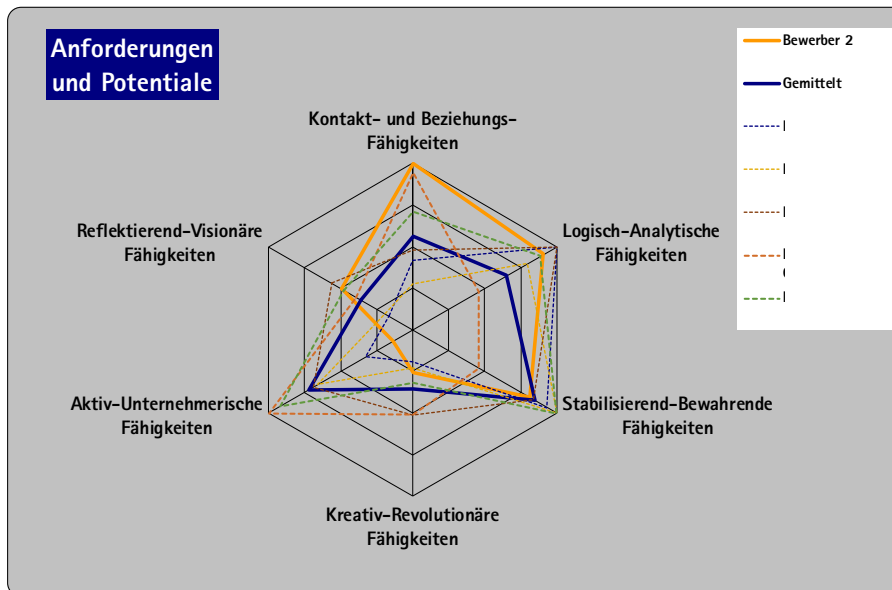 Anforderungen
und Potentiale
Bewerber 2
Gemittelt
Kontakt- und Beziehungs-
Fähigkeiten
Reflektierend-Visionäre
Fähigkeiten
Logisch-Analytische
Fähigkeiten
Aktiv-Unternehmerische
Fähigkeiten
Stabilisierend-Bewahrende
Fähigkeiten
Kreativ-Revolutionäre
Fähigkeiten